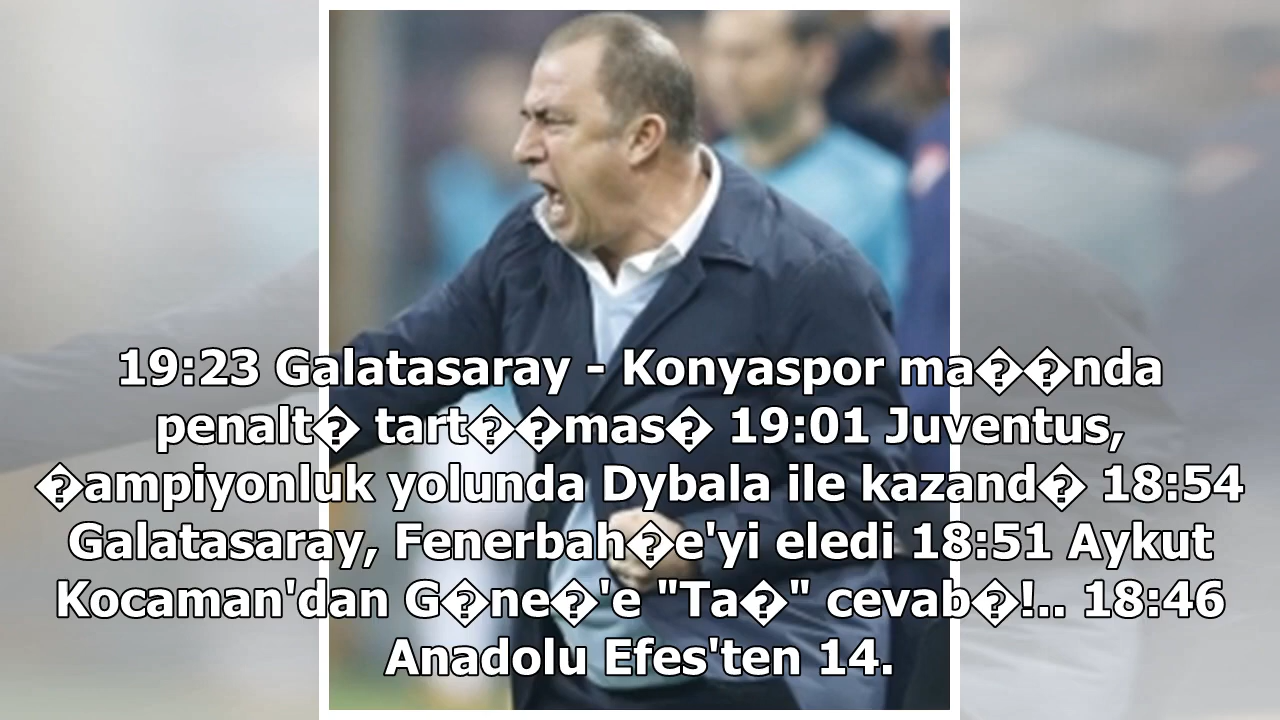 19:23 Galatasaray - Konyaspor ma��nda
penalt� tart��mas� 19:01 Juventus,
�ampiyonluk yolunda Dybala ile kazand� 18:54
Galatasaray, Fenerbah�e'yi eledi 18:51 Aykut
Kocaman'dan G�ne�'e "Ta�" cevab�!.. 18:46
Anadolu Efes'ten 14.